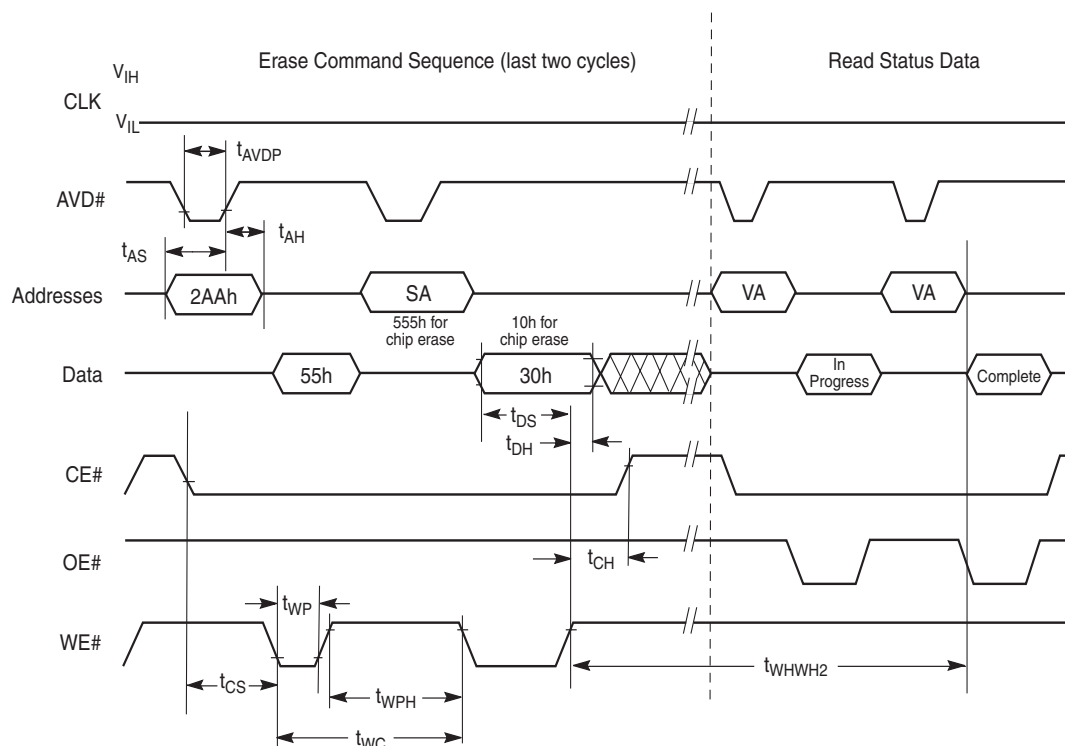 Erase Command Sequence (last two cycles)
Read Status Data
VIH
CLK
VIL
tAVDP
AVD#
tAH
tAS
Addresses
2AAh
SA
VA
VA
555h for
chip erase
10h for
chip erase
Data
55h
30h
In
Progress
Complete
tDS
tDH
CE#
tCH
OE#
tWP
WE#
tWHWH2
tCS
tWPH
tWC